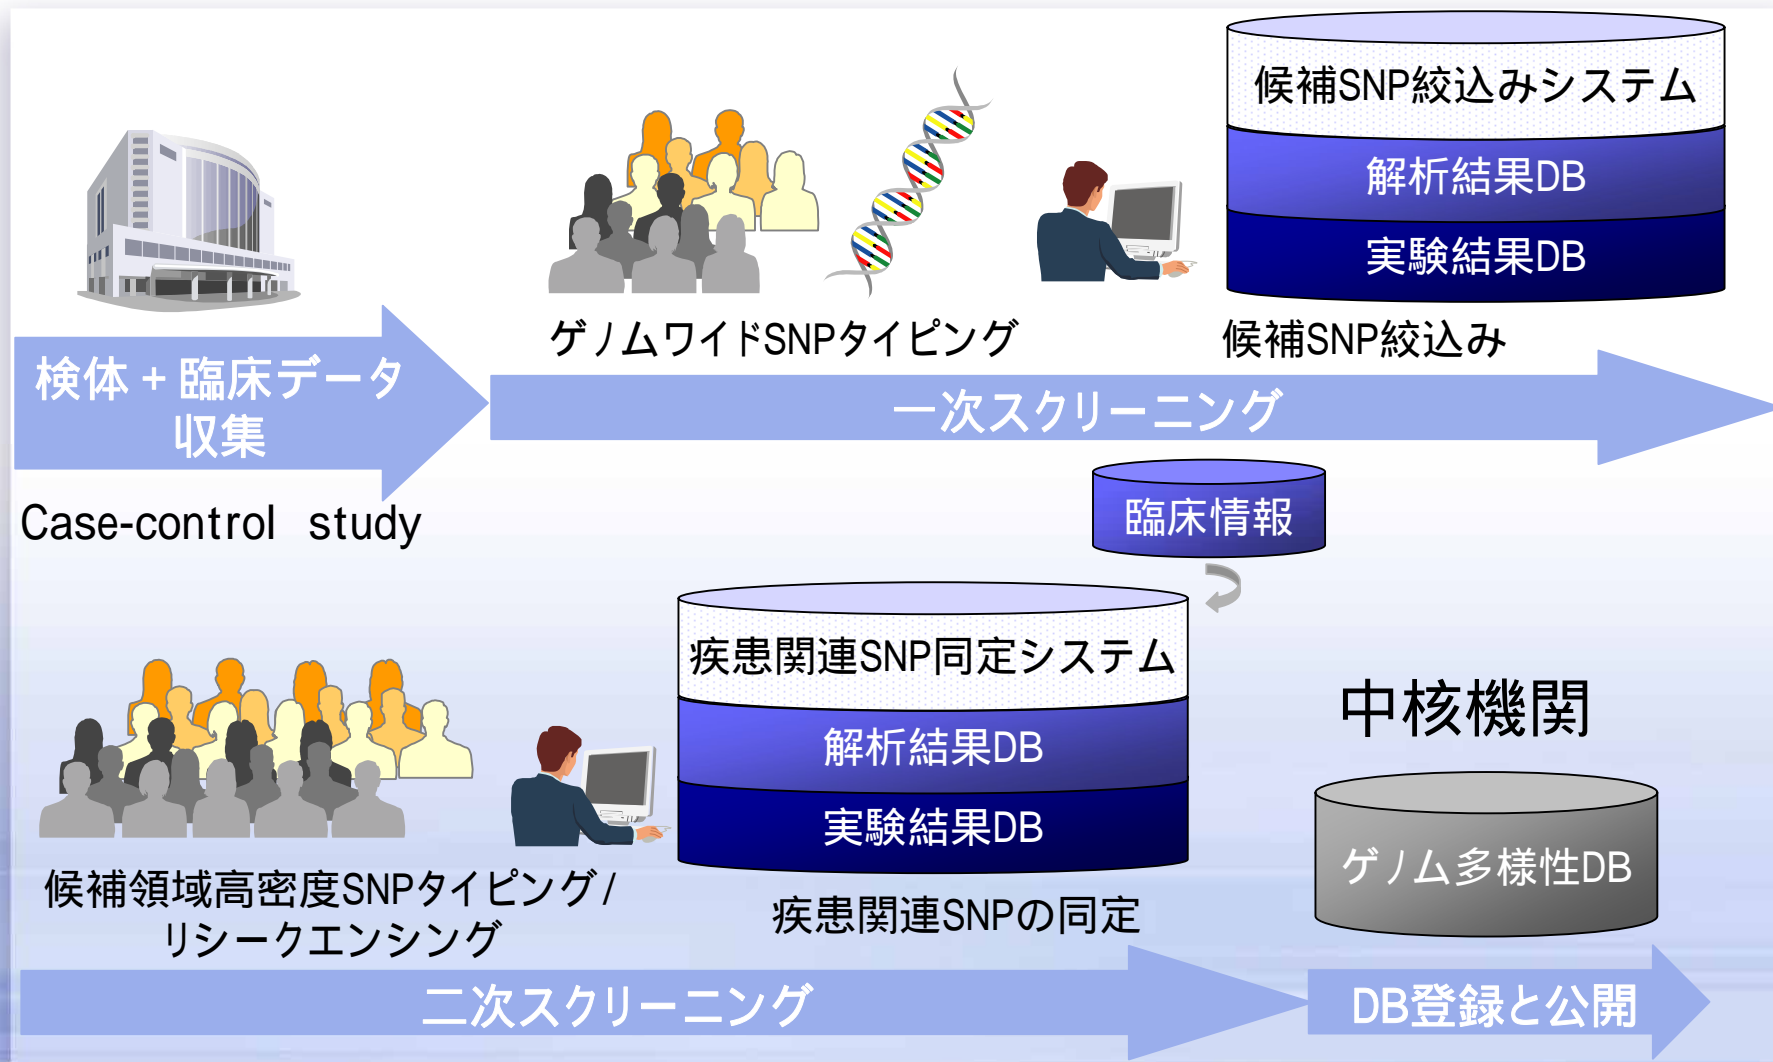 候補SNP絞込みシステム
解析結果DB
実験結果DB
ゲノムワイドSNPタイピング
候補SNP絞込み
検体+臨床データ
収集
一次スクリーニング
Case-control study
臨床情報
疾患関連SNP同定システム
解析結果DB
実験結果DB
中核機関
ゲノム多様性DB
候補領域高密度SNPタイピング/
リシークエンシング
疾患関連SNPの同定
二次スクリーニング
DB登録と公開